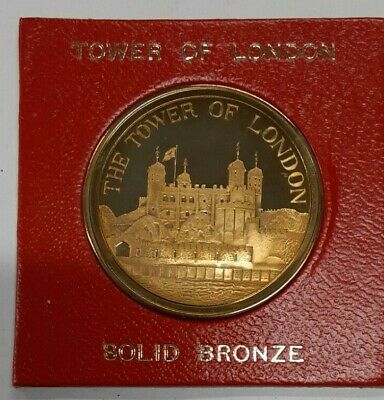 TOWER OF LONDON
THE TOWER OF LONDON
SOLID BRONZE